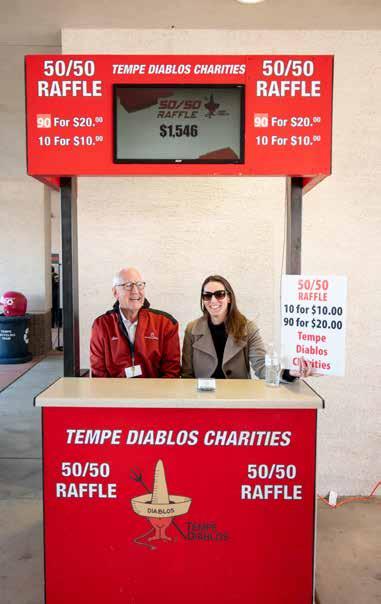 50/50
RAFFLE
TEMPE DIABLOS CHARITIES
50/50
RAFFLE
90 For $20.00
10 For $10.00
50/50
RAFFLE
$1,546
90 For $20.00
10 For $10.00
50/50
RAFFLE
10 for $10.00
90 for $20.00
Tempe
Diablos
Charities
TEMPE DIABLOS CHARITIES
50/50
RAFFLE
50/50
RAFFLE
DIABLOS
TEMPE
DIABLOS